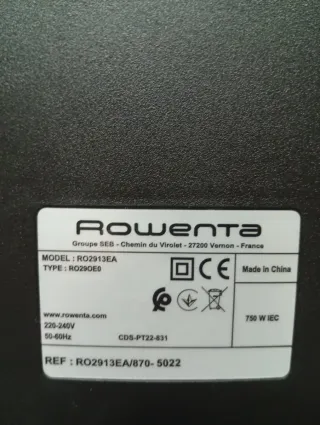 Rowenta
Groupe SEB - Chemin du Virolet - 27200 Vernon - France
MODEL : RO2913EA
TYPE : RO29OE0
CE
Made in China
www.rowenta.com
220-240V
50-60Hz
CDS-PT22-831
750 W IEC
REF : RO2913EA/870- 5022